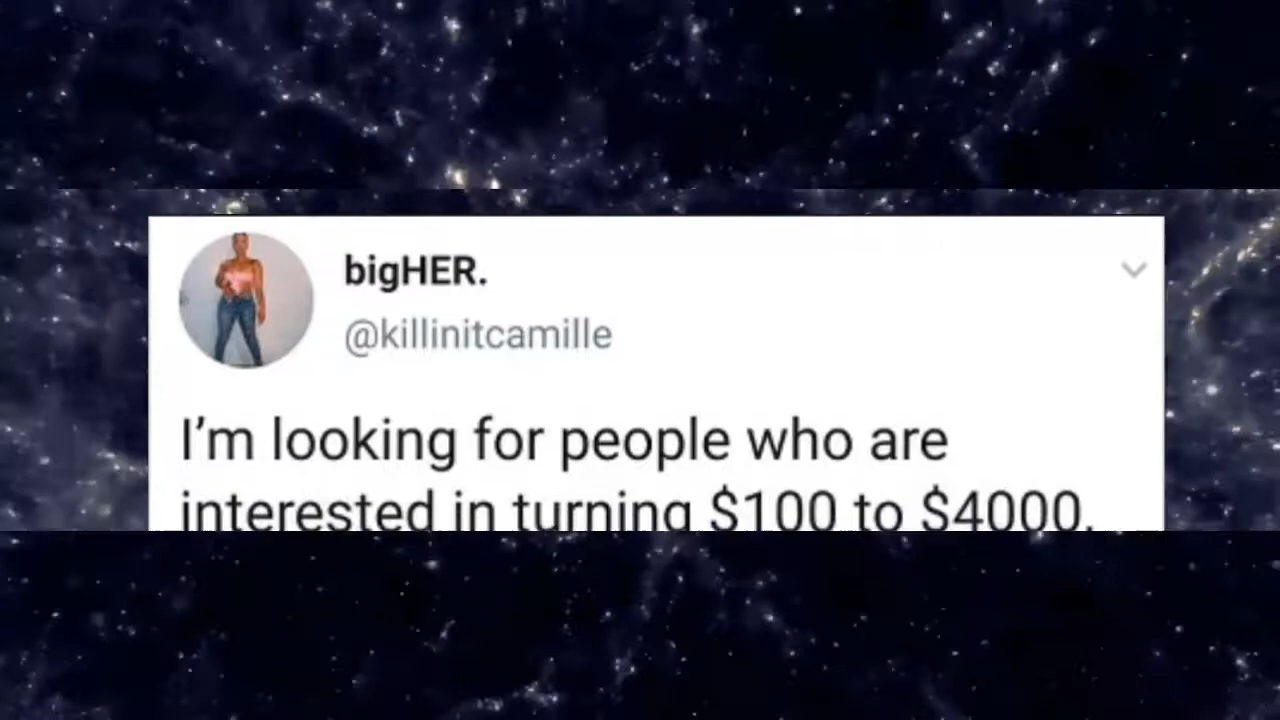 bigHER.
@killinitcamille
I’m looking for people who are
interested in turning $100 to $4000.